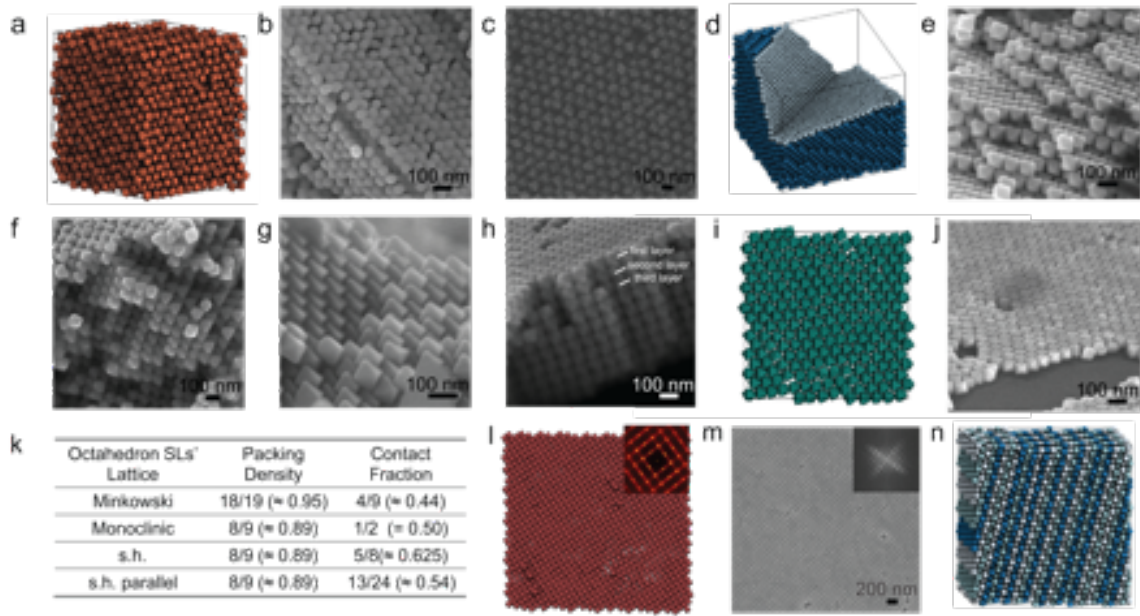 a
b
c
d
e
100 nm
100 nm
100 nm
f
g
h
i
j
first layer
second layer
third layer
100 nm
100 nm
100 nm
100 nm
k
l
m
n
Octahedron SLs' Packing Contact
Lattice Density Fraction
Minkowski 18/19 (≈ 0.95) 4/9 (≈ 0.44)
Monoclinic 8/9 (≈ 0.89) 1/2 (= 0.50)
s.h. 8/9 (≈ 0.89) 5/8(≈ 0.625)
s.h. parallel 8/9 (≈ 0.89) 13/24 (≈ 0.54)
200 nm